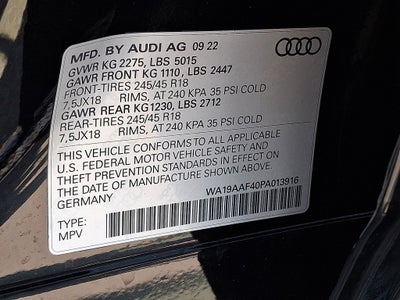 MFD. BY AUDI AG 09 22
GVWR KG 2275, LBS 5015
GAWR FRONT KG 1110, LBS 2447
FRONT-TIRES 245/45 R18
7,5JX18 RIMS, AT 240 KPA 35 PSI COLD
GAWR REAR KG1230, LBS 2712
REAR-TIRES 245/45 R18
7,5JX18 RIMS, AT 240 KPA 35 PSI COLD
THIS VEHICLE CONFORMS TO ALL APPLICABLE
U.S. FEDERAL MOTOR VEHICLE SAFETY AND
THEFT PREVENTION STANDARDS IN EFFECT ON
THE DATE OF MANUFACTURE SHOWN ABOVE.
GERMANY WA19AAF40PA013916
TYPE:
MPV